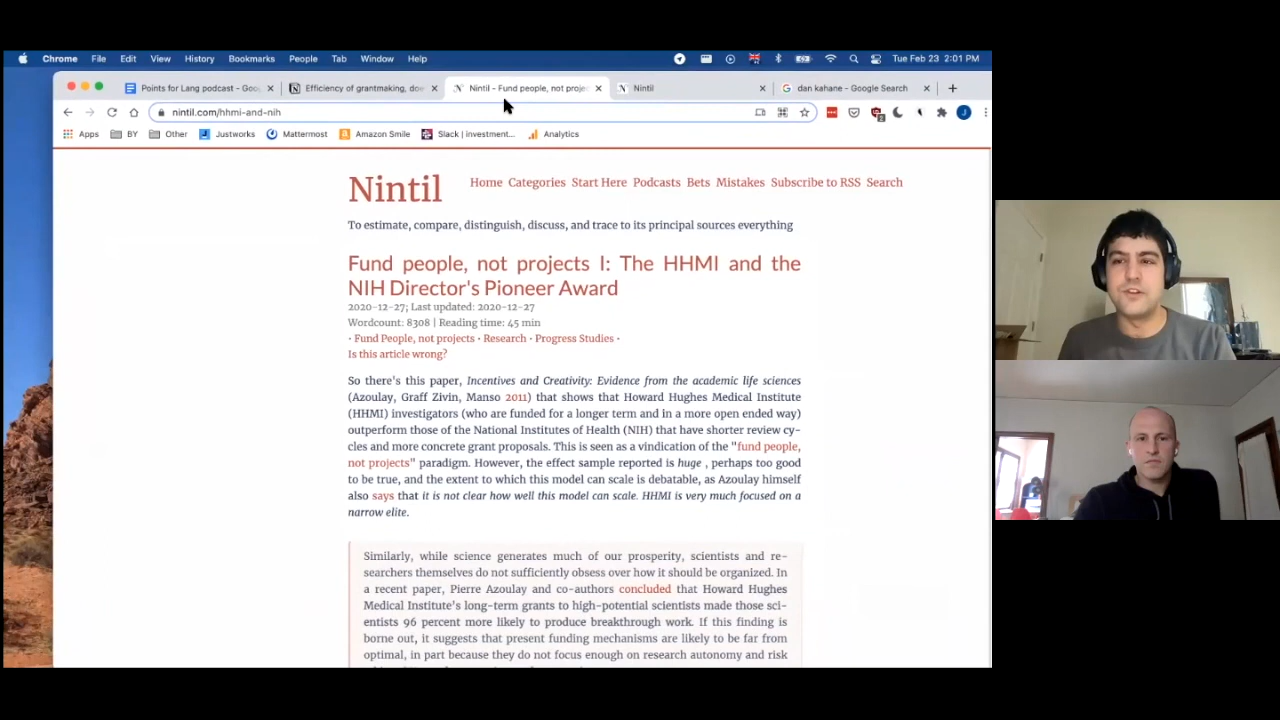 Chrome File Edit View History Bookmarks People Tab Window Help Tue Feb 23 2:01 PM
Points for Lang podcast - Goo Efficiency of grantmaking, doe Nintil - Fund people, not projec Nintil dan kahane - Google Search
nintil.com/hhmi-and-nih J
Apps BY Other Justworks Mattermost Amazon Smile Slack | investment... Analytics
Nintil Home Categories Start Here Podcasts Bets Mistakes Subscribe to RSS Search
To estimate, compare, distinguish, discuss, and trace to its principal sources everything
Fund people, not projects I: The HHMI and the
NIH Director's Pioneer Award
2020-12-27; Last updated: 2020-12-27
Wordcount: 8308 | Reading time: 45 min
· Fund People, not projects · Research · Progress Studies ·
Is this article wrong?
So there's this paper, Incentives and Creativity: Evidence from the academic life sciences
(Azoulay, Graff Zivin, Manso 2011) that shows that Howard Hughes Medical Institute
(HHMI) investigators (who are funded for a longer term and in a more open ended way)
outperform those of the National Institutes of Health (NIH) that have shorter review cy-
cles and more concrete grant proposals. This is seen as a vindication of the "fund people,
not projects" paradigm. However, the effect sample reported is huge , perhaps too good
to be true, and the extent to which this model can scale is debatable, as Azoulay himself
also says that it is not clear how well this model can scale. HHMI is very much focused on a
narrow elite.
Similarly, while science generates much of our prosperity, scientists and re-
searchers themselves do not sufficiently obsess over how it should be organized. In
a recent paper, Pierre Azoulay and co-authors concluded that Howard Hughes
Medical Institute's long-term grants to high-potential scientists made those sci-
entists 96 percent more likely to produce breakthrough work. If this finding is
borne out, it suggests that present funding mechanisms are likely to be far from
optimal, in part because they do not focus enough on research autonomy and risk